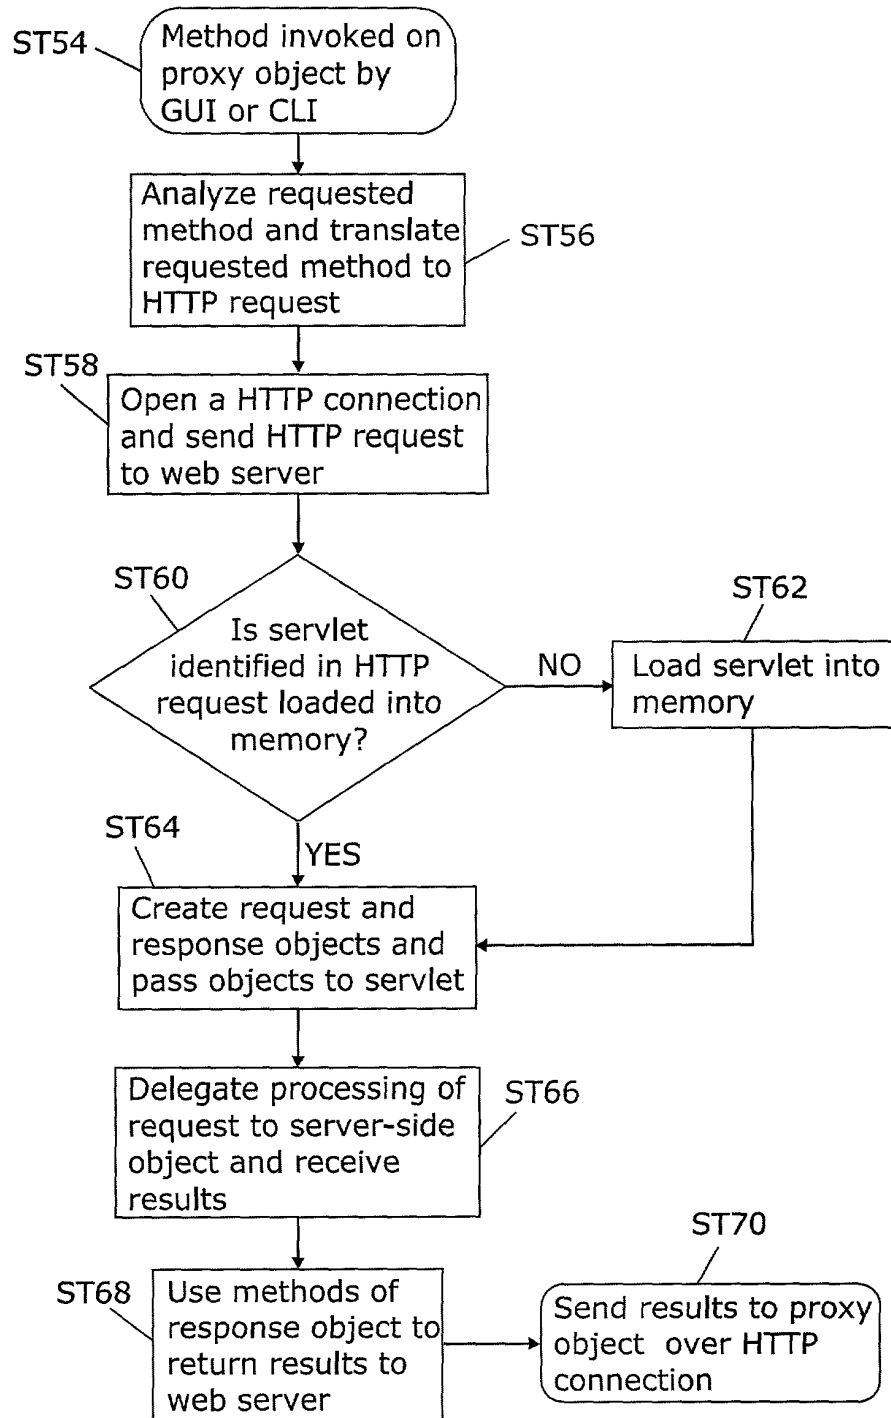 ST54
Method invoked on
proxy object by
GUI or CLI
Analyze requested
method and translate
requested method to
HTTP request
ST56
ST58
Open a HTTP connection
and send HTTP request
to web server
ST60
Is servlet
identified in HTTP
request loaded into
memory?
NO
ST62
Load servlet into
memory
YES
ST64
Create request and
response objects and
pass objects to servlet
Delegate processing of
request to server-side
object and receive
results
ST66
ST68
Use methods of
response object to
return results to
web server
ST70
Send results to proxy
object over HTTP
connection